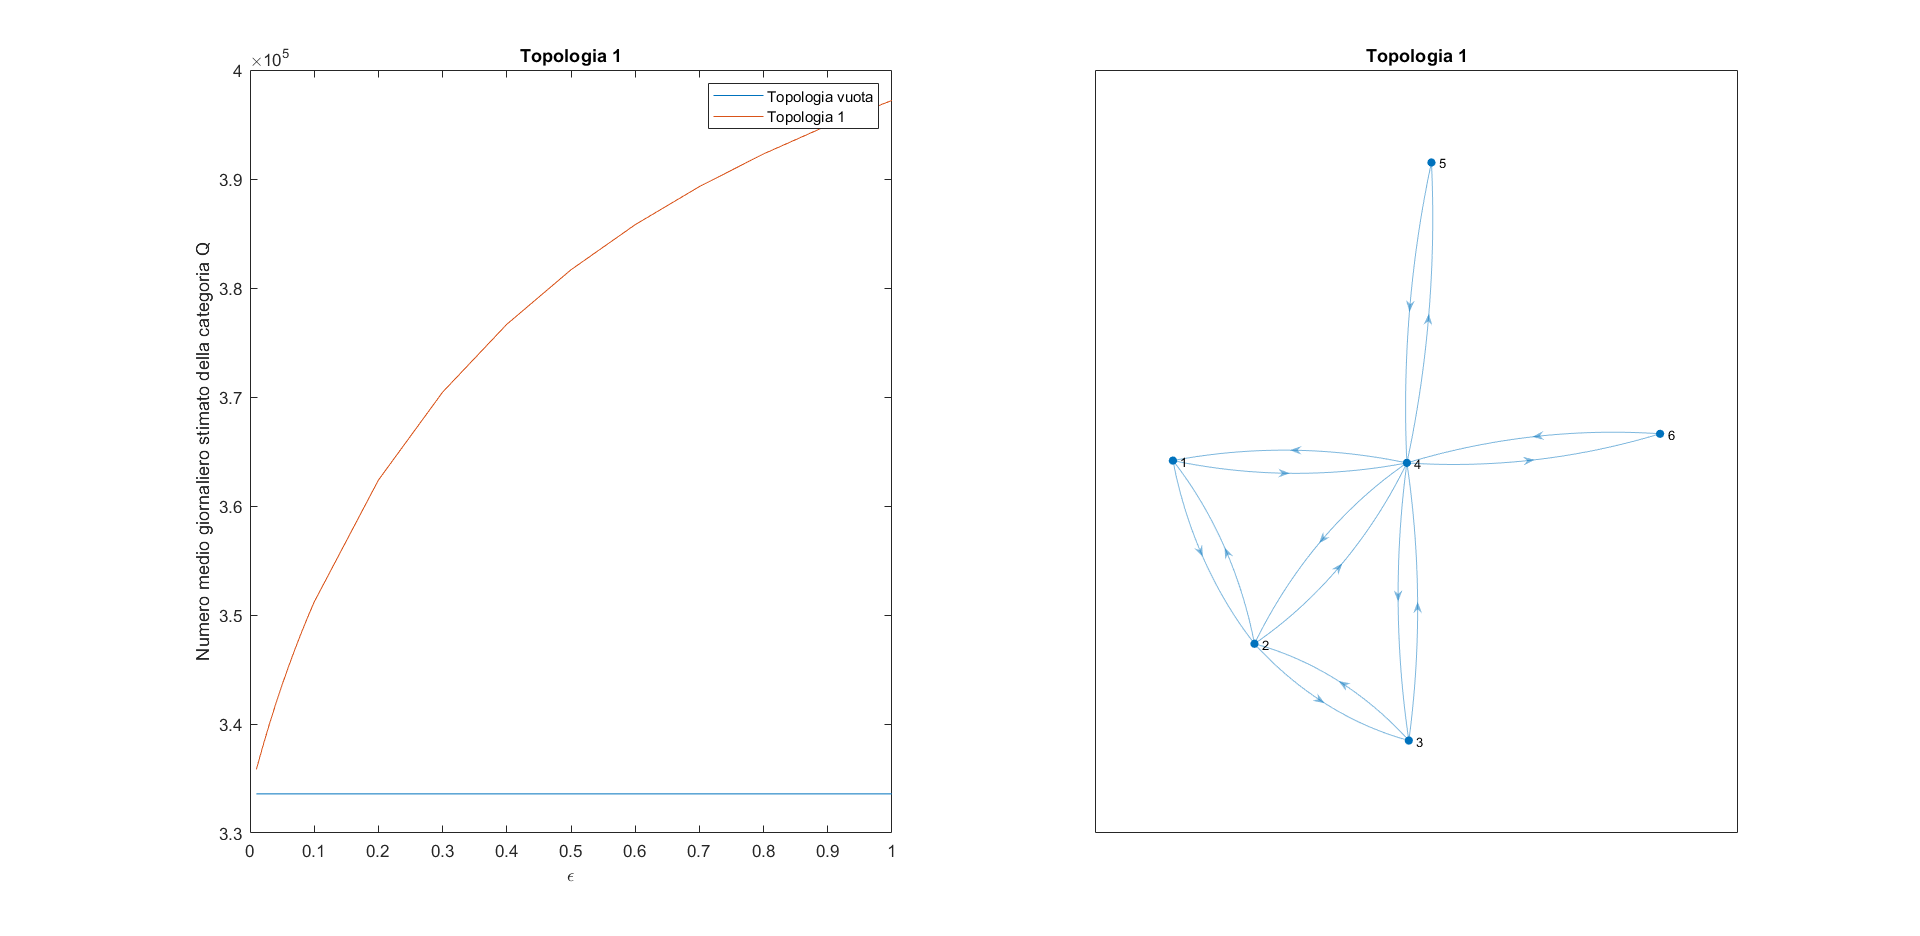 Topologia 1
×10^5
4
3.9
3.8
3.7
3.6
3.5
3.4
3.3
0 0.1 0.2 0.3 0.4 0.5 0.6 0.7 0.8 0.9 1
ϵ
Numero medio giornaliero stimato della categoria Q
Topologia vuota
Topologia 1
Topologia 1
5
6
1
4
2
3